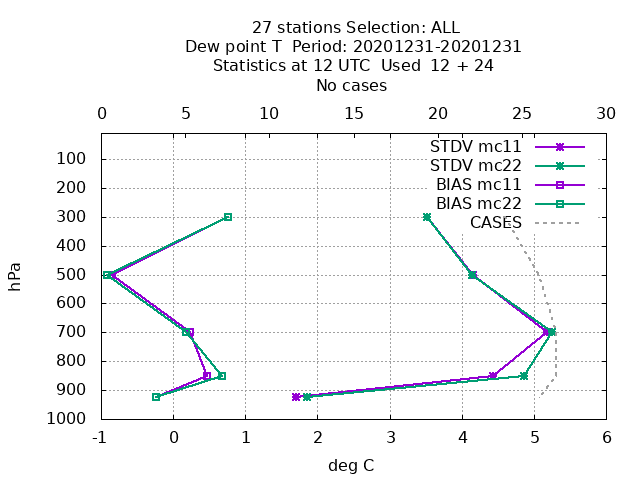 27 stations Selection: ALL
Dew point T  Period: 20201231-20201231
Statistics at 12 UTC  Used  12 + 24
No cases
0 5 10 15 20 25 30
STDV mc11
STDV mc22
BIAS mc11
BIAS mc22
CASES
100
200
300
400
500
600
700
800
900
1000
hPa
-1 0 1 2 3 4 5 6
deg C